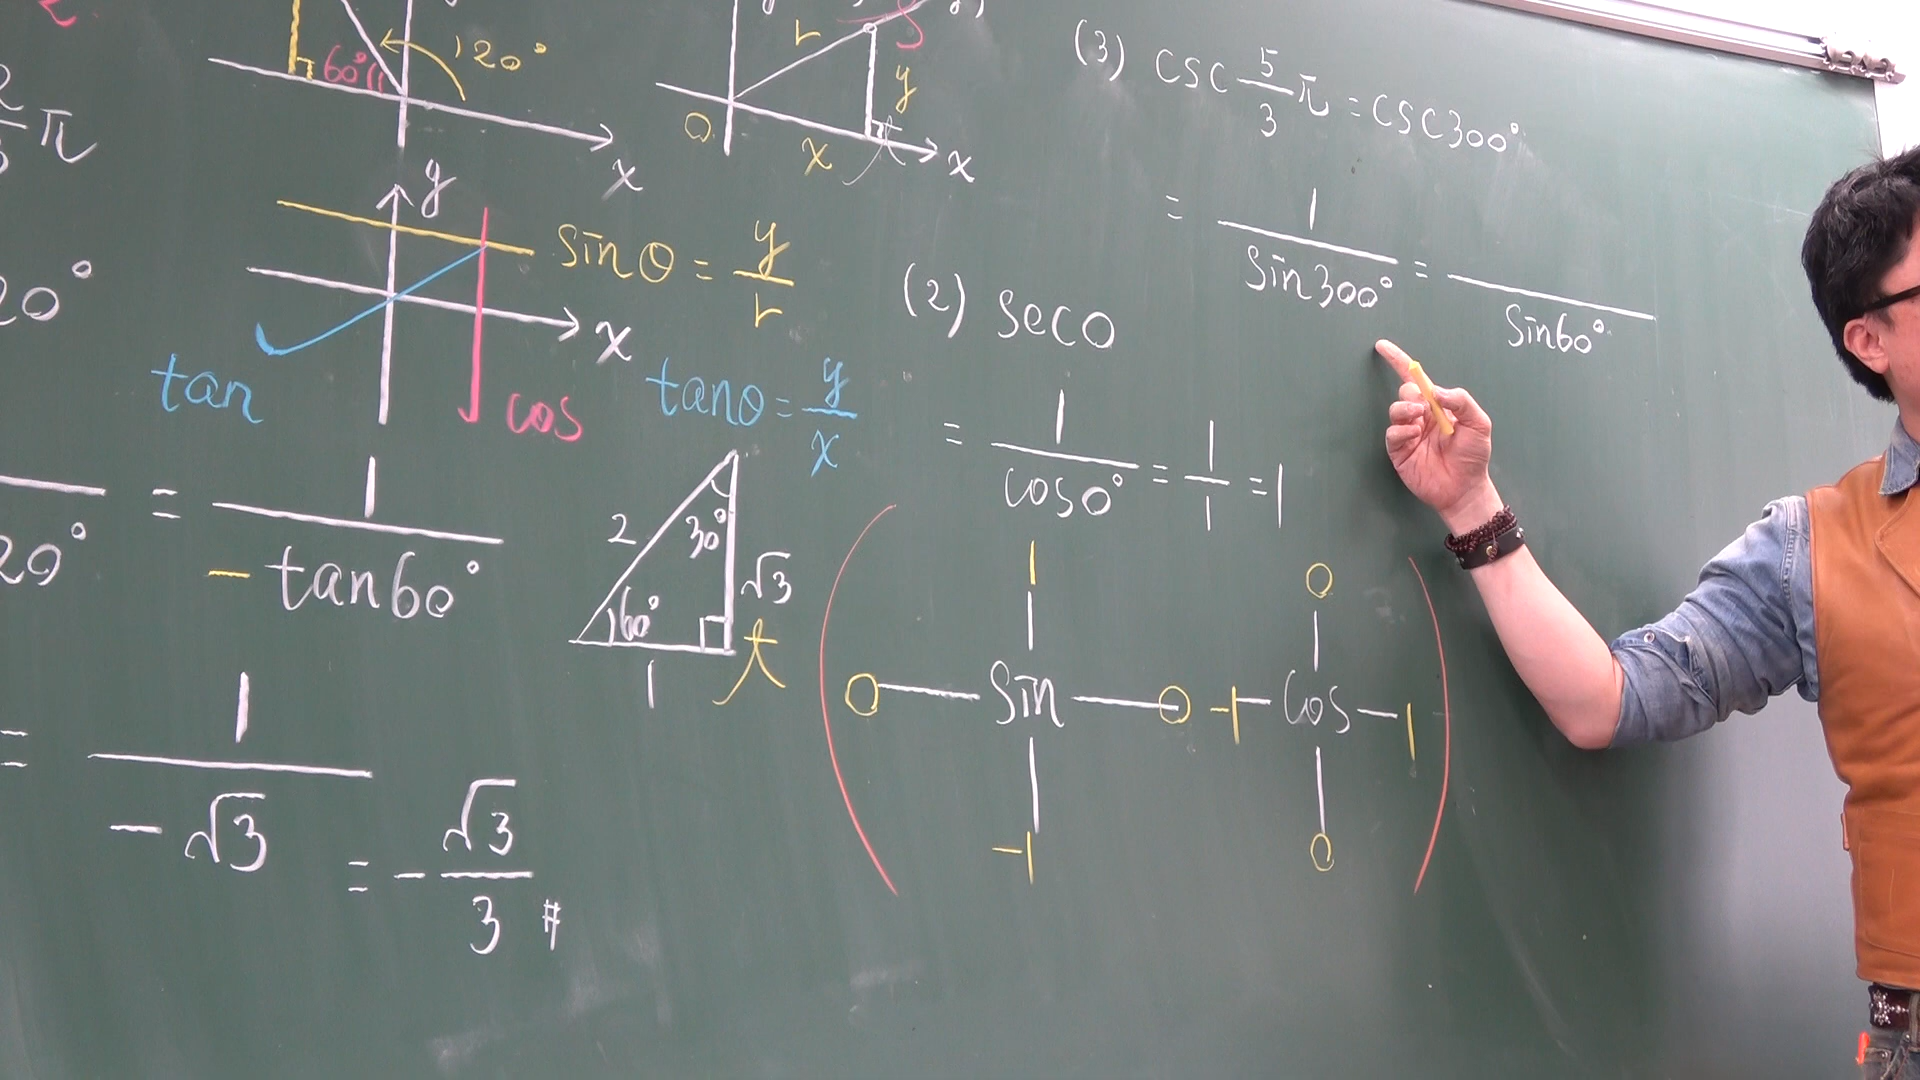 60°
120°
x
r
y
O
x
x
π
y
x
sinθ = y/r
tan
cos
tanθ = y/x
= 1/(-tan60°)
2
30°
√3
60°
1
大
= 1/(-√3) = -√3/3 #
(2) sec0
= 1/cos0° = 1/1 = 1
1
0 — Sin — 0
-1
0
-1 — Cos — 1
0
(3) csc 5/3 π = csc300°
= 1/sin300° = /sin60°